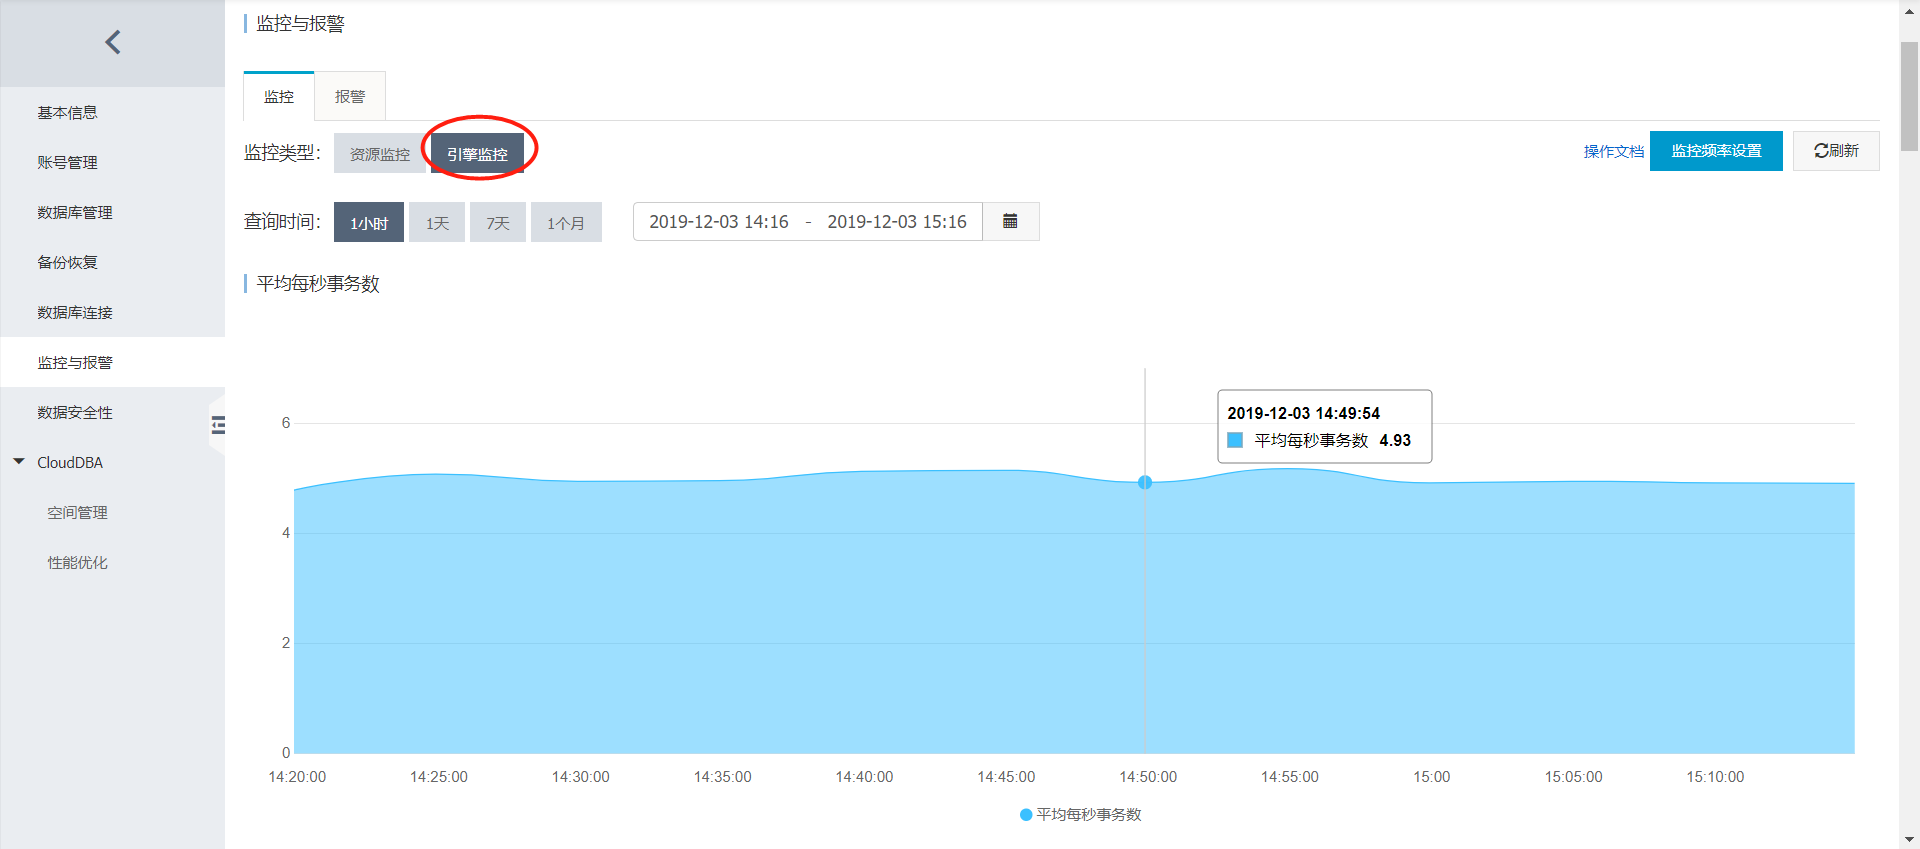 监控与报警
基本信息
账号管理
数据库管理
备份恢复
数据库连接
监控与报警
数据安全性
CloudDBA
空间管理
性能优化
监控 报警
监控类型： 资源监控 引擎监控 操作文档 监控频率设置 刷新
查询时间： 1小时 1天 7天 1个月 2019-12-03 14:16 - 2019-12-03 15:16
平均每秒事务数
2019-12-03 14:49:54
平均每秒事务数 4.93
6
4
2
0
14:20:00 14:25:00 14:30:00 14:35:00 14:40:00 14:45:00 14:50:00 14:55:00 15:00 15:05:00 15:10:00
平均每秒事务数